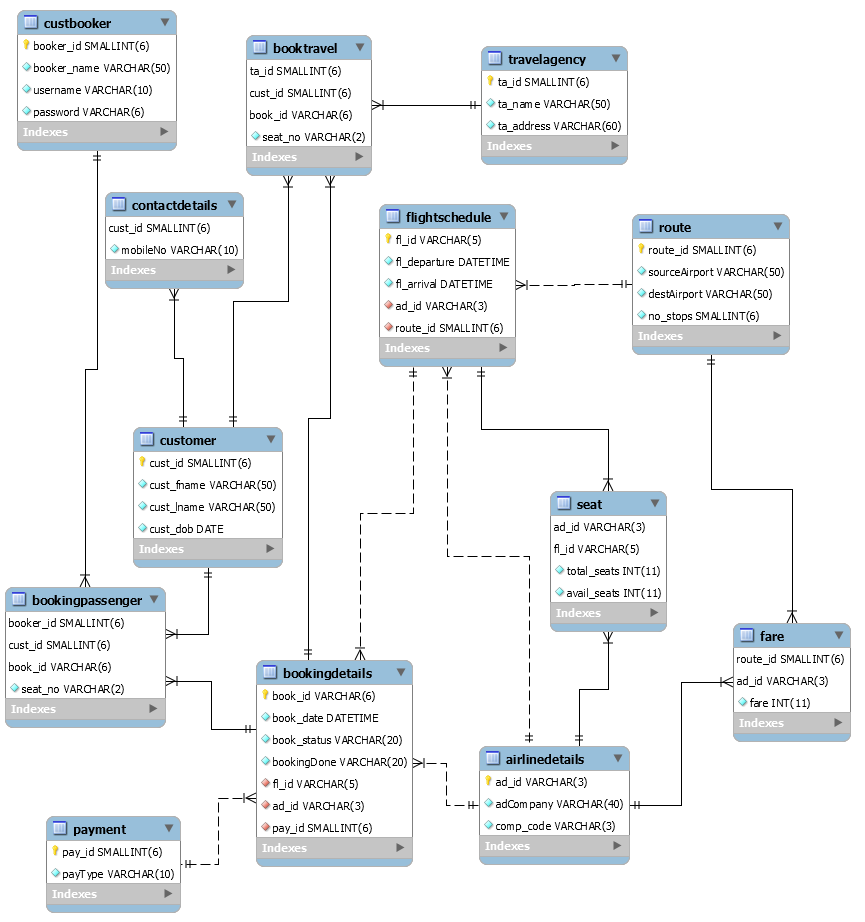 custbooker
booker_id SMALLINT(6)
booker_name VARCHAR(50)
username VARCHAR(10)
password VARCHAR(6)
Indexes
booktravel
ta_id SMALLINT(6)
cust_id SMALLINT(6)
book_id VARCHAR(6)
seat_no VARCHAR(2)
Indexes
travelagency
ta_id SMALLINT(6)
ta_name VARCHAR(50)
ta_address VARCHAR(60)
Indexes
contactdetails
cust_id SMALLINT(6)
mobileNo VARCHAR(10)
Indexes
flightschedule
fl_id VARCHAR(5)
fl_departure DATETIME
fl_arrival DATETIME
ad_id VARCHAR(3)
route_id SMALLINT(6)
Indexes
route
route_id SMALLINT(6)
sourceAirport VARCHAR(50)
destAirport VARCHAR(50)
no_stops SMALLINT(6)
Indexes
customer
cust_id SMALLINT(6)
cust_fname VARCHAR(50)
cust_lname VARCHAR(50)
cust_dob DATE
Indexes
seat
ad_id VARCHAR(3)
fl_id VARCHAR(5)
total_seats INT(11)
avail_seats INT(11)
Indexes
bookingpassenger
booker_id SMALLINT(6)
cust_id SMALLINT(6)
book_id VARCHAR(6)
seat_no VARCHAR(2)
Indexes
fare
route_id SMALLINT(6)
ad_id VARCHAR(3)
fare INT(11)
Indexes
bookingdetails
book_id VARCHAR(6)
book_date DATETIME
book_status VARCHAR(20)
bookingDone VARCHAR(20)
fl_id VARCHAR(5)
ad_id VARCHAR(3)
pay_id SMALLINT(6)
Indexes
airlinedetails
ad_id VARCHAR(3)
adCompany VARCHAR(40)
comp_code VARCHAR(3)
Indexes
payment
pay_id SMALLINT(6)
payType VARCHAR(10)
Indexes